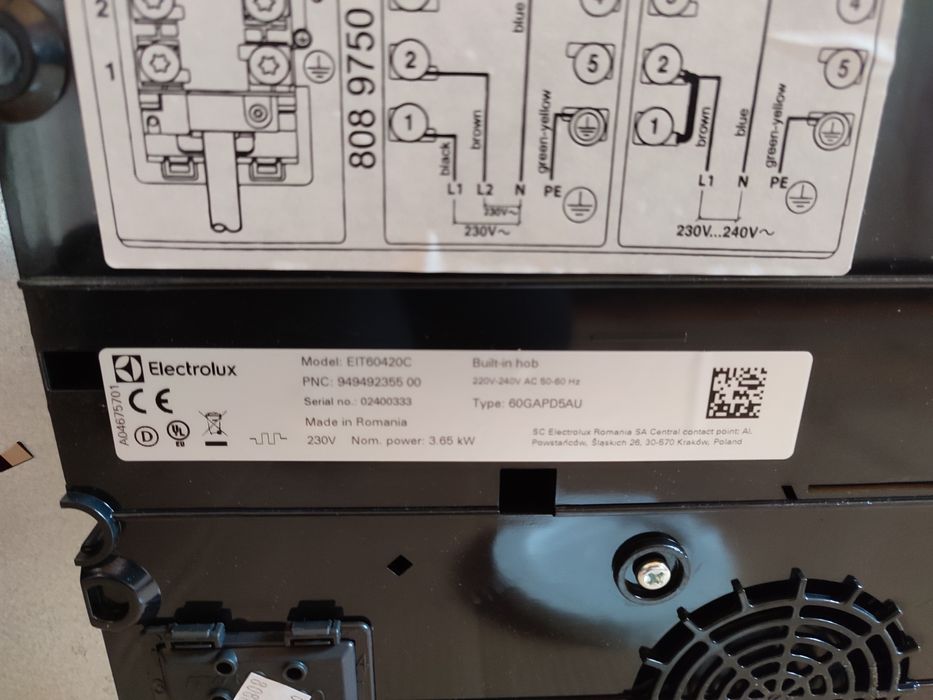 2
1
808 99750
2
1
5
black
brown
blue
green-yellow
L1 L2 N PE
230V~
230V~
2
1
5
4
brown
blue
green-yellow
L1 N PE
230V...240V~
Electrolux
A04675701
CE
D
UL
EU
Model: EIT60420C
PNC: 949492355 00
Serial no.: 02400333
Made in Romania
230V Nom. power: 3.65 kW
Built-in hob
220V-240V AC 50-60 Hz
Type: 60GAPD5AU
SC Electrolux Romania SA Central contact point: Al.
Powstańców, Śląskich 26, 30-570 Kraków, Poland